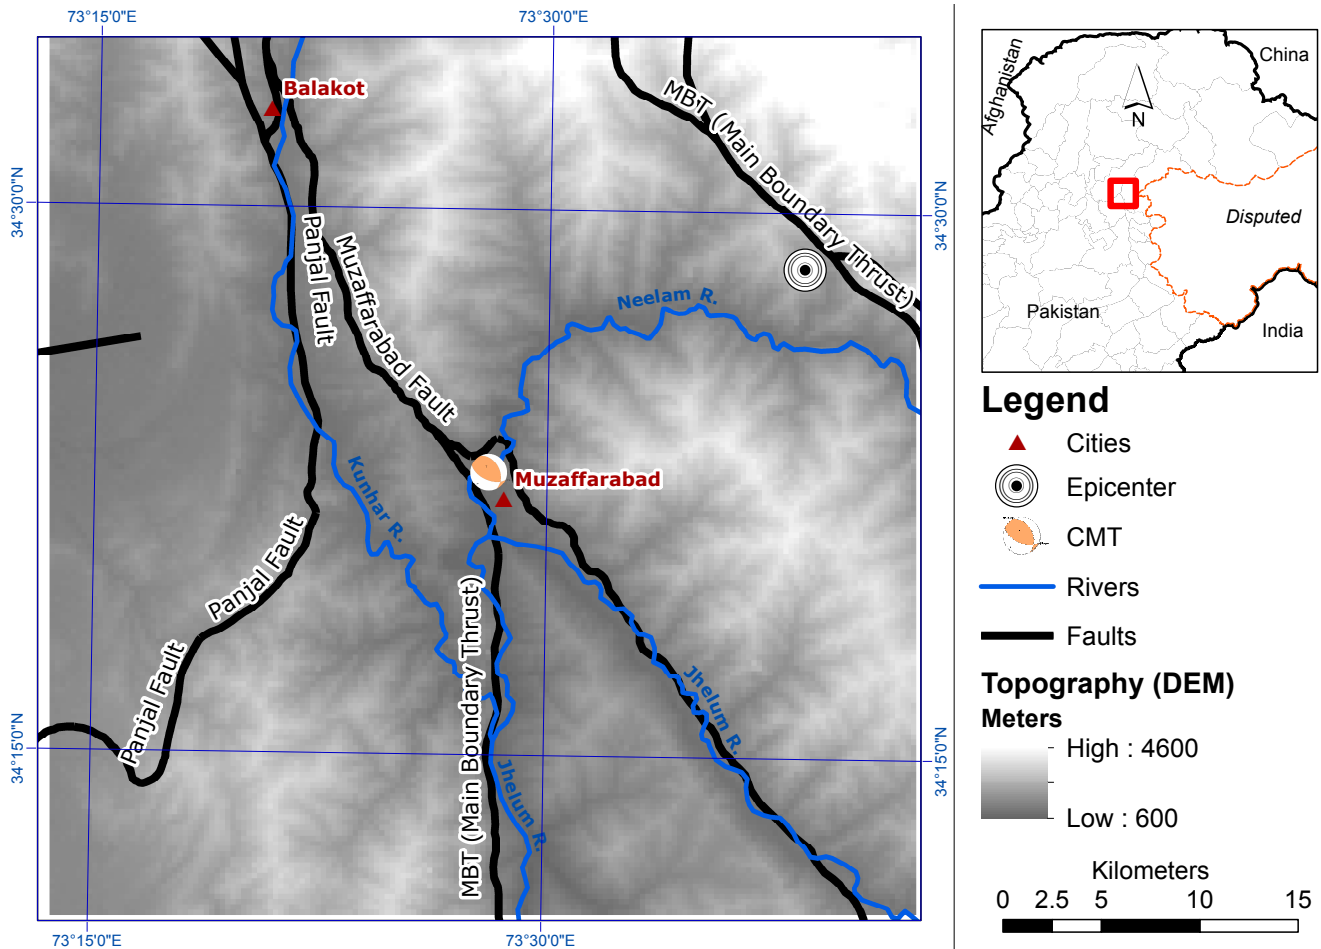 73°15'0"E
73°30'0"E
Balakot
MBT (Main Boundary Thrust)
34°30'0"N
34°30'0"N
Panjal Fault
Muzaffarabad Fault
Neelam R.
Kunhar R.
Muzaffarabad
Panjal Fault
Panjal Fault
MBT (Main Boundary Thrust)
Jhelum R.
Jhelum R.
34°15'0"N
34°15'0"N
73°15'0"E
73°30'0"E
Afghanistan
China
N
Disputed
Pakistan
India
Legend
Cities
Epicenter
CMT
Rivers
Faults
Topography (DEM)
Meters
High : 4600
Low : 600
Kilometers
0 2.5 5 10 15